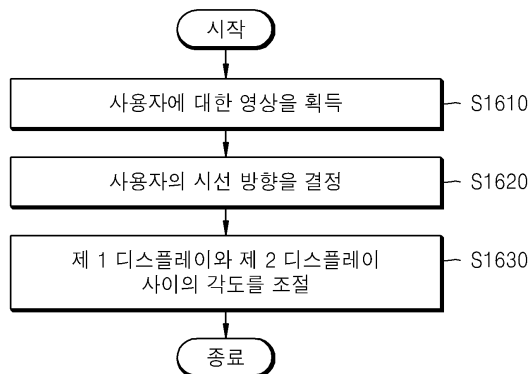 시작
사용자에 대한 영상을 획득
S1610
사용자의 시선 방향을 결정
S1620
제 1 디스플레이와 제 2 디스플레이
사이의 각도를 조절
S1630
종료